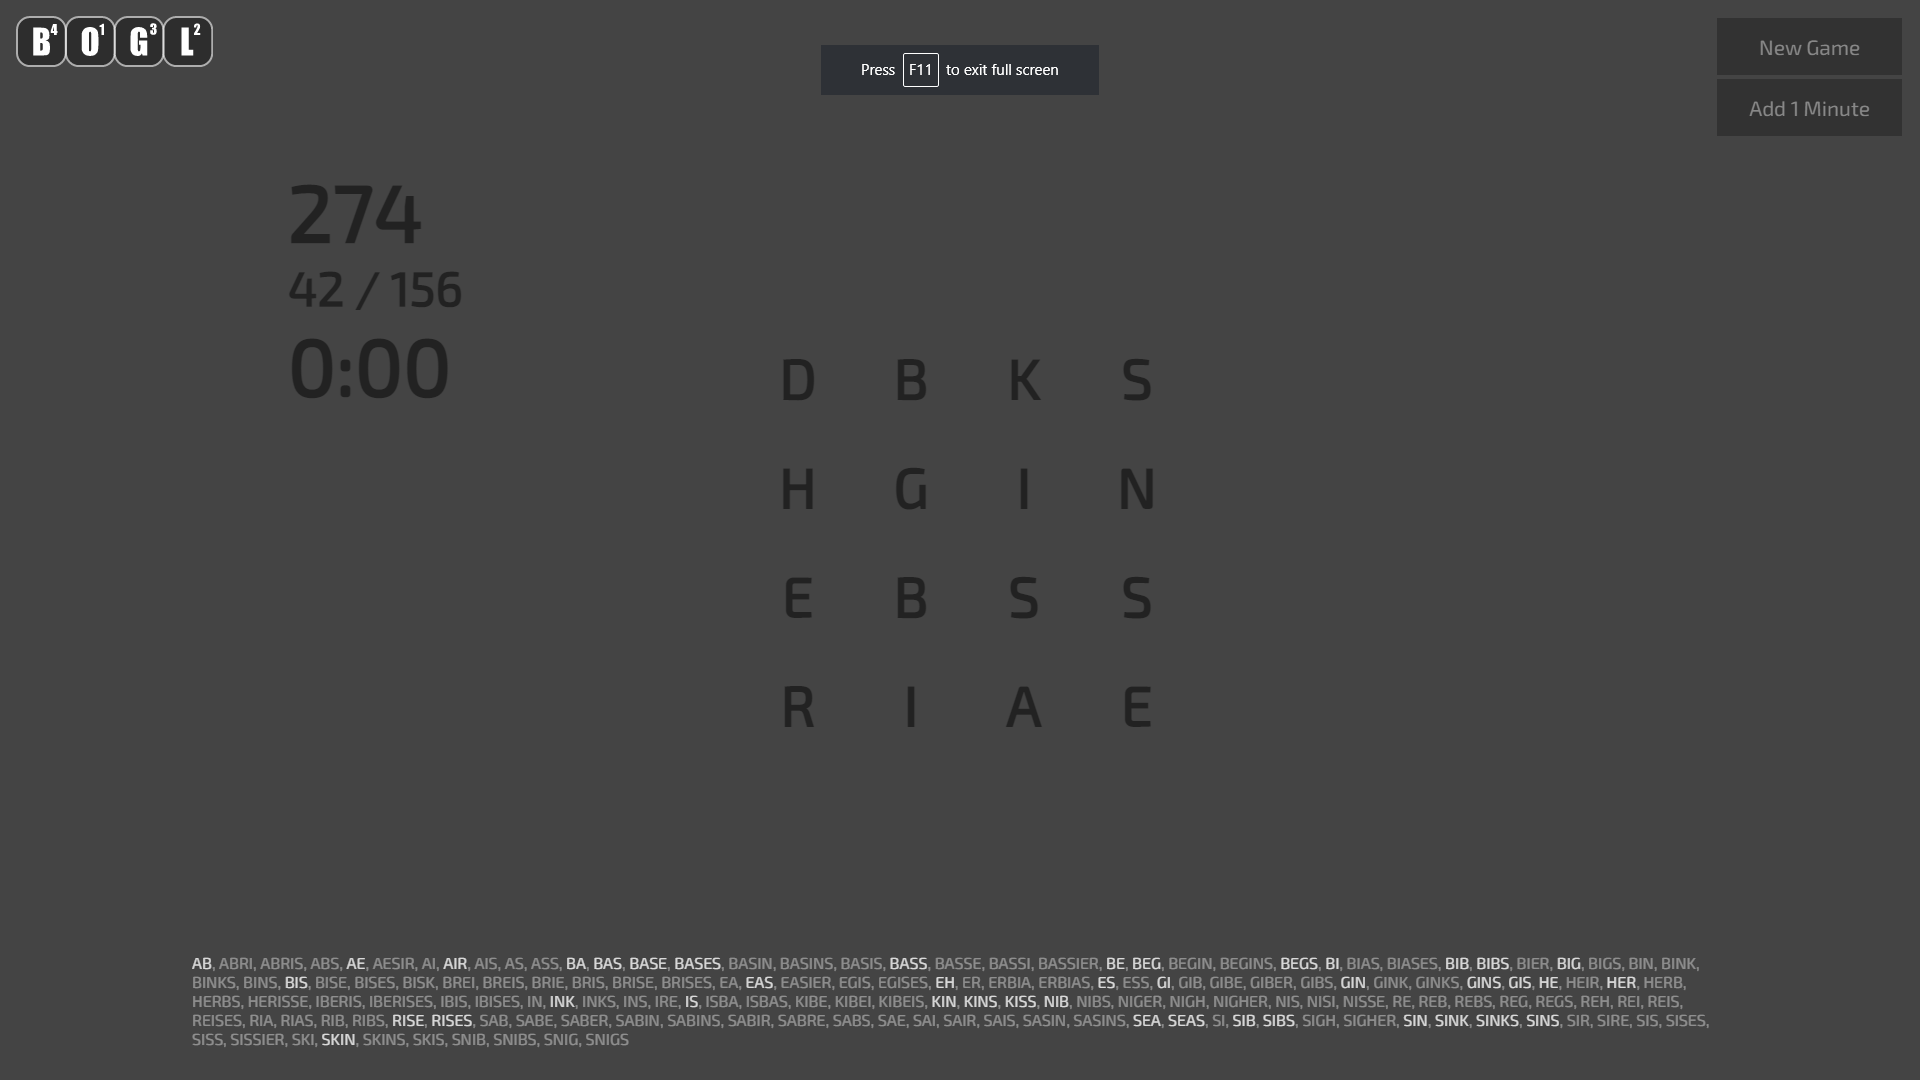 B4 O1 G3 L2
Press F11 to exit full screen
New Game
Add 1 Minute
274
42 / 156
0:00
D B K S
H G I N
E B S S
R I A E
AB, ABRI, ABRIS, ABS, AE, AESIR, AI, AIR, AIS, AS, ASS, BA, BAS, BASE, BASES, BASIN, BASINS, BASIS, BASS, BASSE, BASSI, BASSIER, BE, BEG, BEGIN, BEGINS, BEGS, BI, BIAS, BIASES, BIB, BIBS, BIER, BIG, BIGS, BIN, BINK,
BINKS, BINS, BIS, BISE, BISES, BISK, BREI, BREIS, BRIE, BRIS, BRISE, BRISES, EA, EAS, EASIER, EGIS, EGISES, EH, ER, ERBIA, ERBIAS, ES, ESS, GI, GIB, GIBE, GIBER, GIBS, GIN, GINK, GINKS, GINS, GIS, HE, HEIR, HER, HERB,
HERBS, HERISSE, IBERIS, IBERISES, IBIS, IBISES, IN, INK, INKS, INS, IRE, IS, ISBA, ISBAS, KIBE, KIBEI, KIBEIS, KIN, KINS, KISS, NIB, NIBS, NIGER, NIGH, NIGHER, NIS, NISI, NISSE, RE, REB, REBS, REG, REGS, REH, REI, REIS,
REISES, RIA, RIAS, RIB, RIBS, RISE, RISES, SAB, SABE, SABER, SABIN, SABINS, SABIR, SABRE, SABS, SAE, SAI, SAIR, SAIS, SASIN, SASINS, SEA, SEAS, SI, SIB, SIBS, SIGH, SIGHER, SIN, SINK, SINKS, SINS, SIR, SIRE, SIS, SISES,
SISS, SISSIER, SKI, SKIN, SKINS, SKIS, SNIB, SNIBS, SNIG, SNIGS